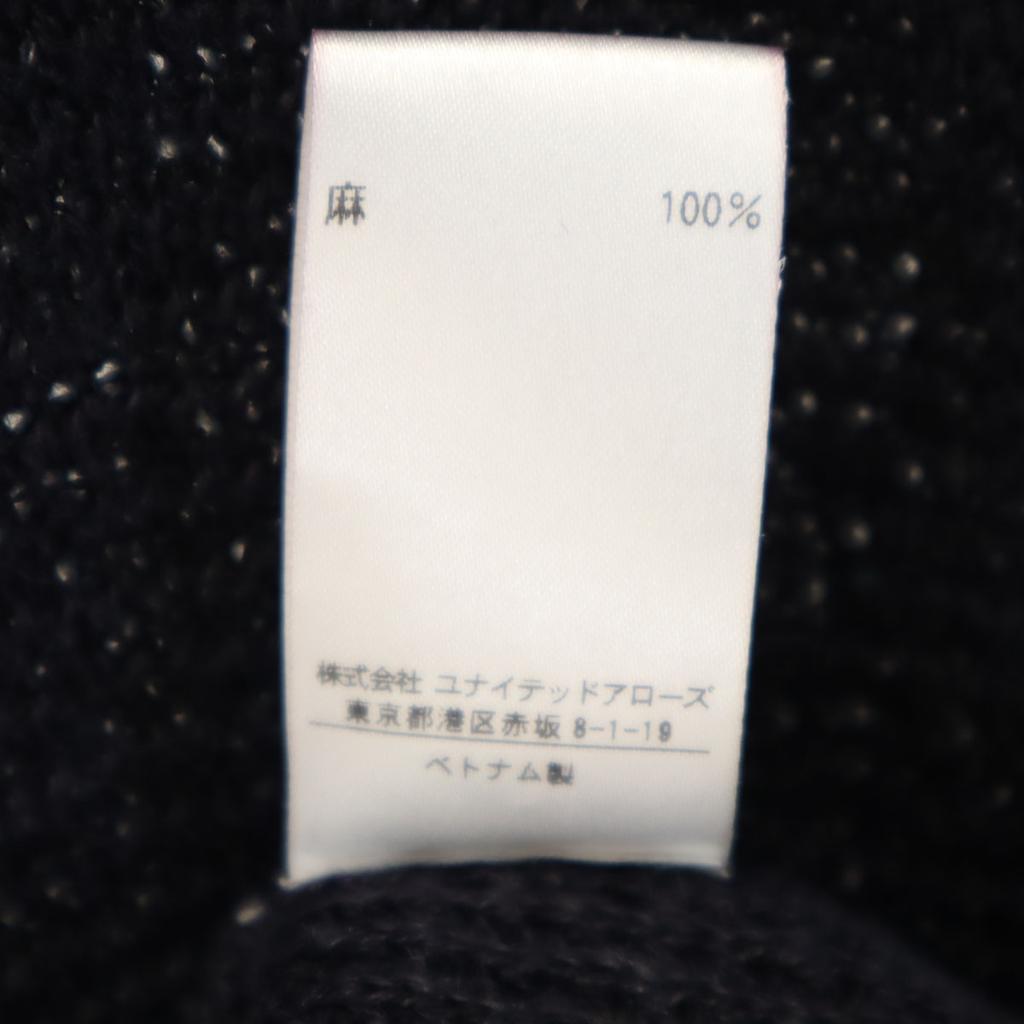 麻 100%
株式会社 ユナイテッドアローズ
東京都港区赤坂 8-1-19
ベトナム製